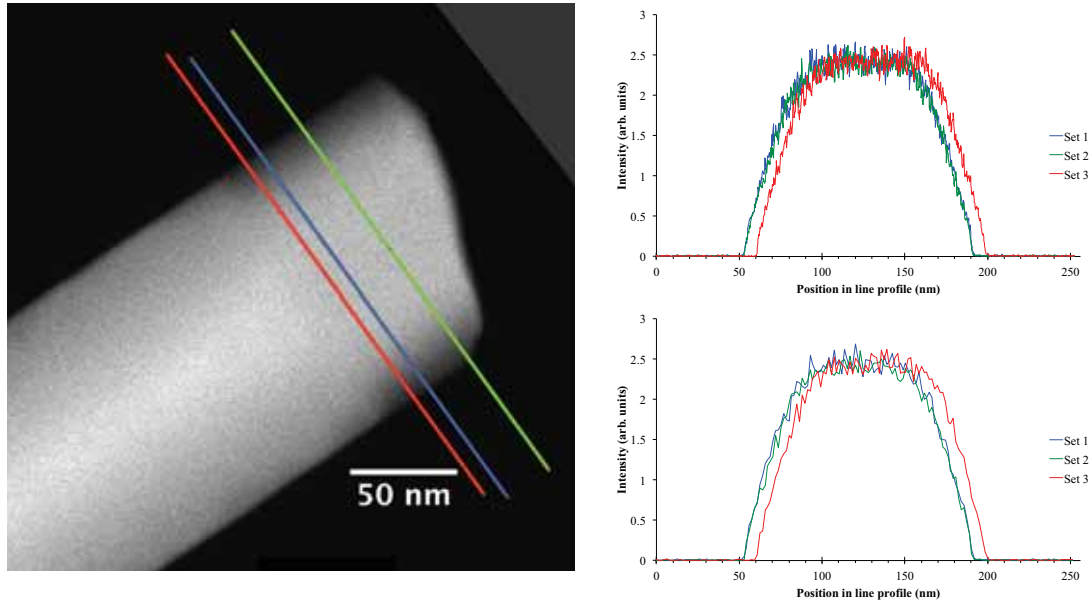 50 nm
3
2.5
2
1.5
1
0.5
0
0 50 100 150 200 250
Intensity (arb. units)
Position in line profile (nm)
Set 1
Set 2
Set 3
3
2.5
2
1.5
1
0.5
0
0 50 100 150 200 250
Intensity (arb. units)
Position in line profile (nm)
Set 1
Set 2
Set 3